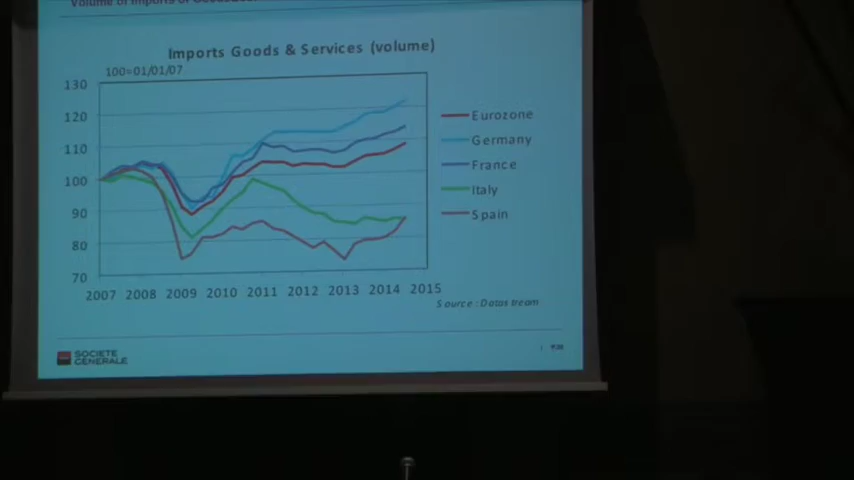 Volume of Imports of Goods
Imports Goods & Services (volume)
100=01/01/07
130
120
110
100
90
80
70
2007 2008 2009 2010 2011 2012 2013 2014 2015
Eurozone
Germany
France
Italy
Spain
Source : Datastream
SOCIETE
GENERALE